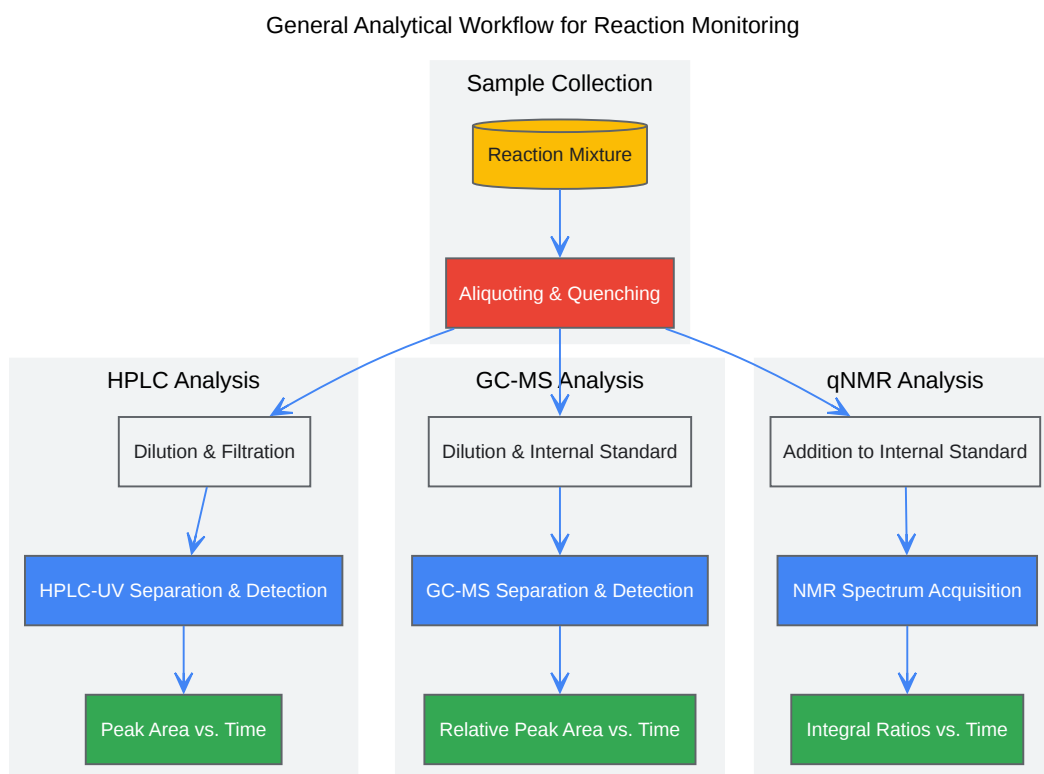 General Analytical Workflow for Reaction Monitoring
Sample Collection
Reaction Mixture
Aliquoting & Quenching
HPLC Analysis
GC-MS Analysis
qNMR Analysis
Dilution & Filtration
Dilution & Internal Standard
Addition to Internal Standard
HPLC-UV Separation & Detection
GC-MS Separation & Detection
NMR Spectrum Acquisition
Peak Area vs. Time
Relative Peak Area vs. Time
Integral Ratios vs. Time